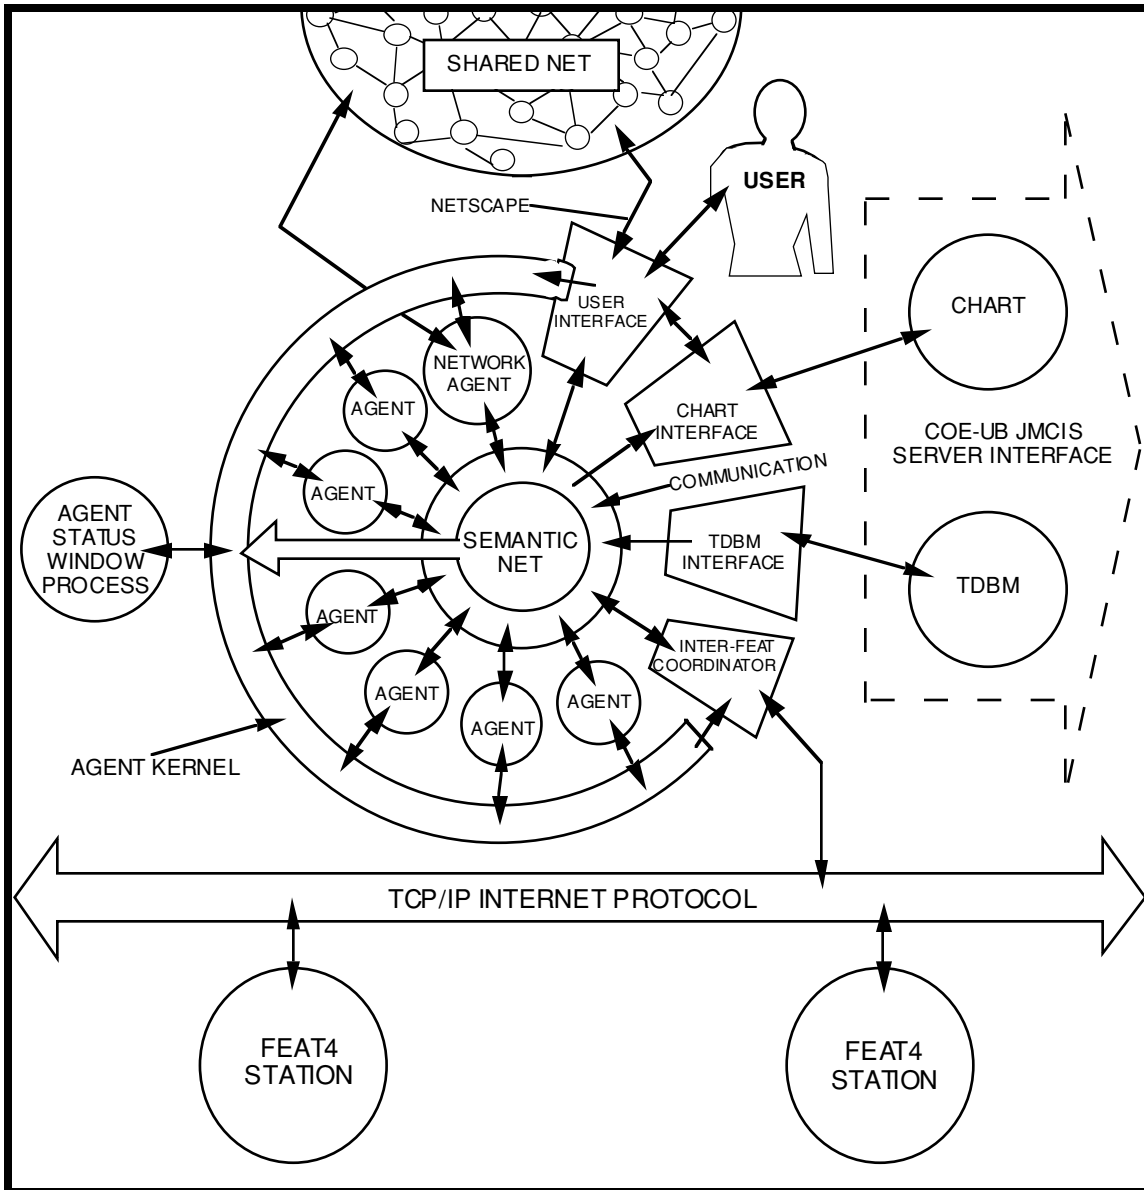 SHARED NET
USER
NETSCAPE
USER
INTERFACE
CHART
NETWORK
AGENT
AGENT
CHART
INTERFACE
COE-UB JMCIS
SERVER INTERFACE
COMMUNICATION
AGENT
AGENT
STATUS
WINDOW
PROCESS
SEMANTIC
NET
TDBM
INTERFACE
TDBM
AGENT
INTER-FEAT
COORDINATOR
AGENT
AGENT
AGENT
AGENT KERNEL
TCP/IP INTERNET PROTOCOL
FEAT4
STATION
FEAT4
STATION